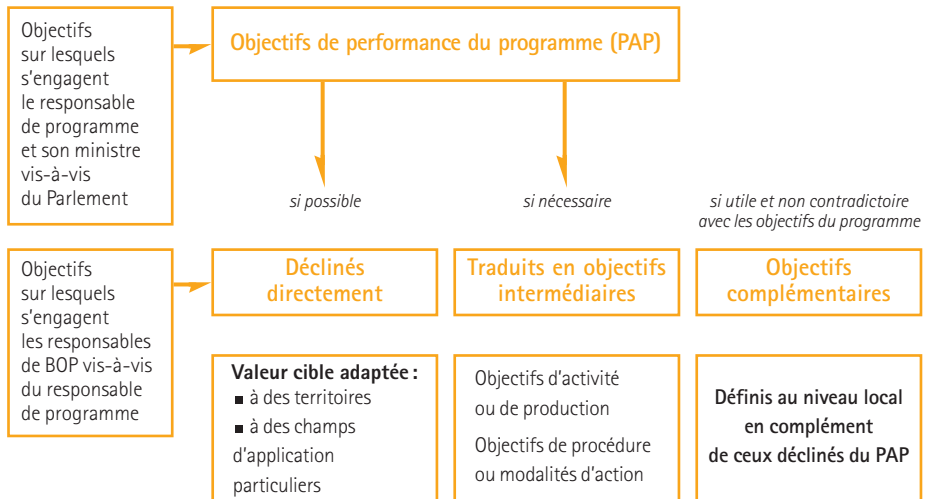 Objectifs
sur lesquels
s'engagent
le responsable
de programme
et son ministre
vis-à-vis
du Parlement
Objectifs de performance du programme (PAP)
si possible
si nécessaire
si utile et non contradictoire
avec les objectifs du programme
Objectifs
sur lesquels
s'engagent
les responsables
de BOP vis-à-vis
du responsable
de programme
Déclinés
directement
Traduits en objectifs
intermédiaires
Objectifs
complémentaires
Valeur cible adaptée :
■ à des territoires
■ à des champs
d'application
particuliers
Objectifs d'activité
ou de production
Objectifs de procédure
ou modalités d'action
Définis au niveau local
en complément
de ceux déclinés du PAP